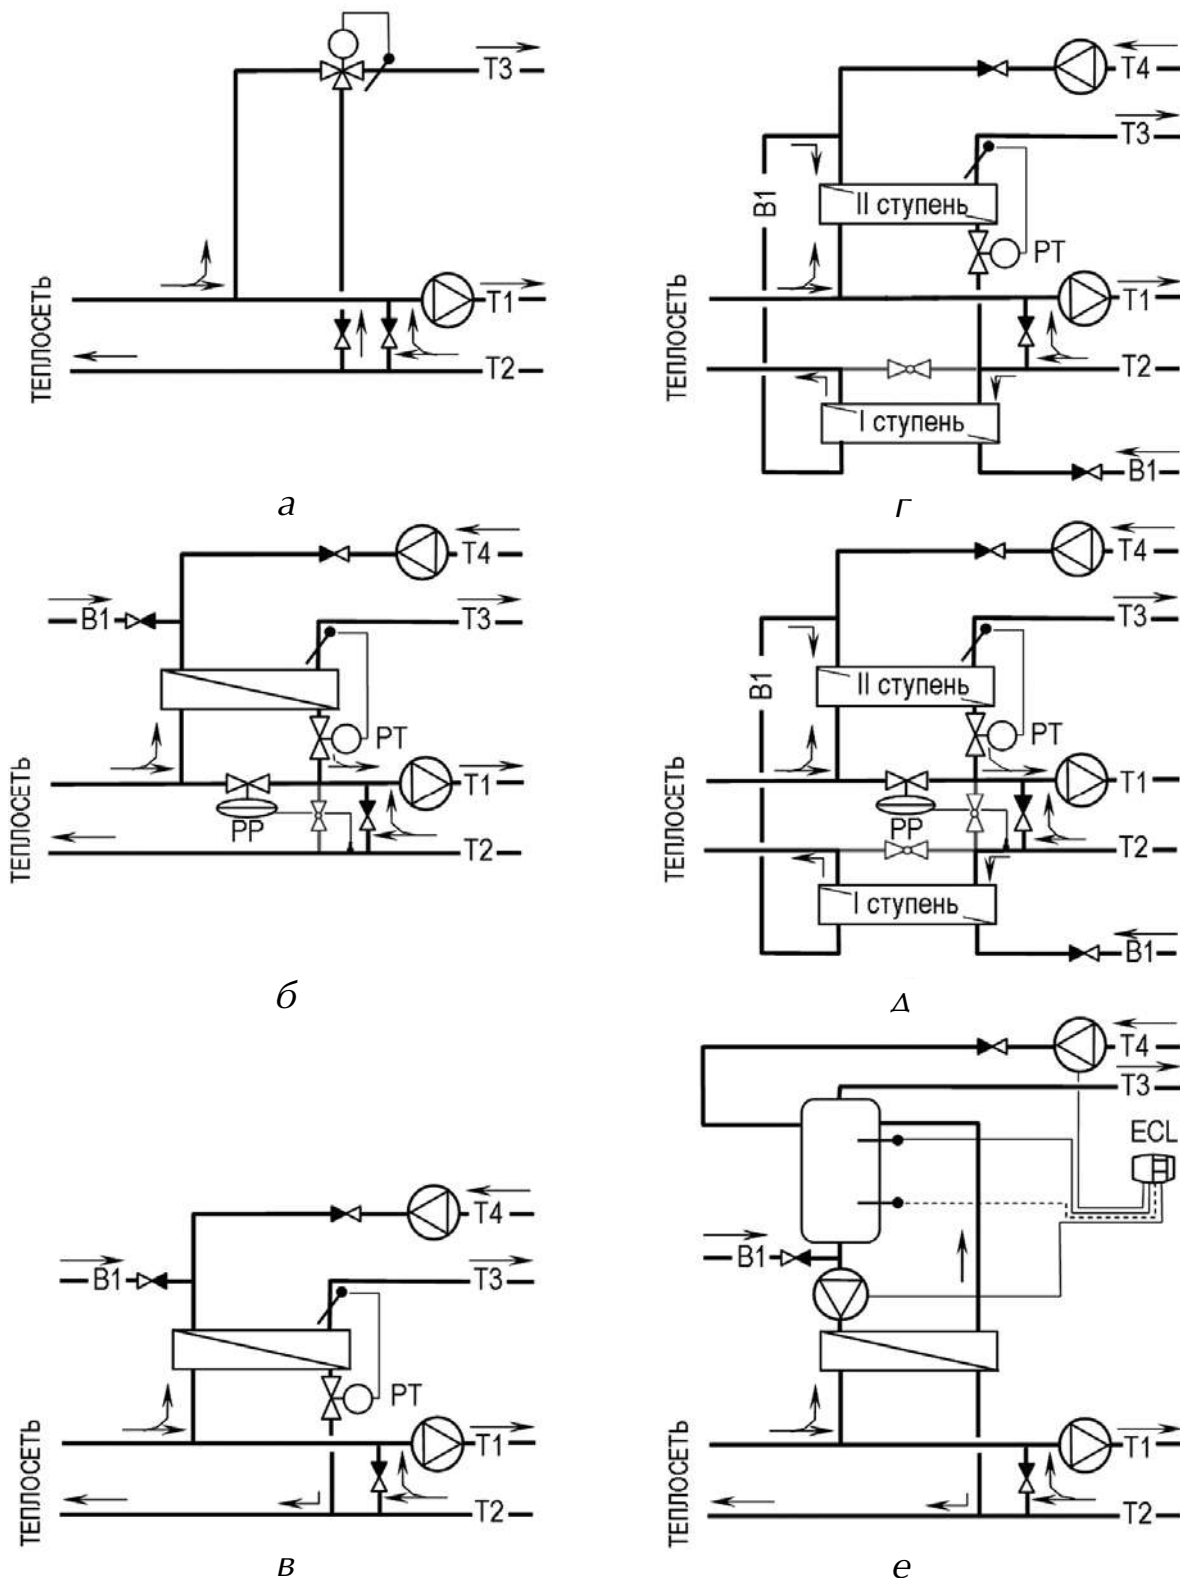 Т3
ТЕПЛОСЕТЬ
Т1
Т2
а
Т4
Т3
В1
II ступень
РТ
ТЕПЛОСЕТЬ
Т1
Т2
I ступень
В1
г
Т4
В1
Т3
РТ
ТЕПЛОСЕТЬ
Т1
РР
Т2
б
Т4
Т3
В1
II ступень
РТ
ТЕПЛОСЕТЬ
Т1
РР
Т2
I ступень
В1
д
Т4
В1
Т3
РТ
ТЕПЛОСЕТЬ
Т1
Т2
в
Т4
Т3
ECL
В1
ТЕПЛОСЕТЬ
Т1
Т2
е